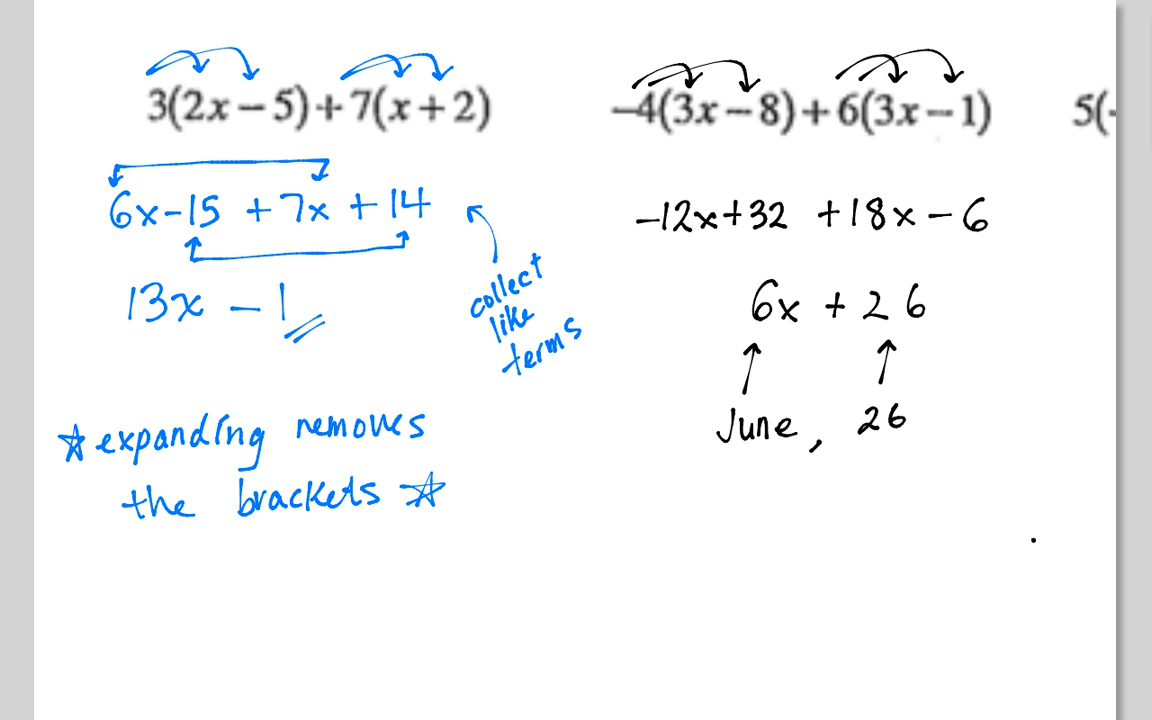 3(2x – 5) + 7(x + 2)
6x – 15 + 7x + 14
13x – 1
collect
like
terms
☆ expanding removes
the brackets ☆
–4(3x – 8) + 6(3x – 1)
–12x + 32 + 18x – 6
6x + 26
June, 26
5(-